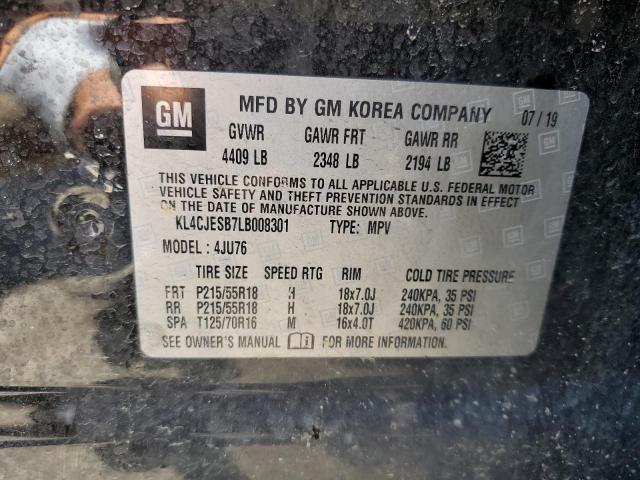 GM MFD BY GM KOREA COMPANY 07/19
GVWR GAWR FRT GAWR RR
4409 LB 2348 LB 2194 LB
THIS VEHICLE CONFORMS TO ALL APPLICABLE U.S. FEDERAL MOTOR
VEHICLE SAFETY AND THEFT PREVENTION STANDARDS IN EFFECT
ON THE DATE OF MANUFACTURE SHOWN ABOVE.
KL4CJESB7LB008301 TYPE: MPV
MODEL: 4JU76
TIRE SIZE SPEED RTG RIM COLD TIRE PRESSURE
FRT P215/55R18 H 18x7.0J 240KPA, 35 PSI
RR P215/55R18 H 18x7.0J 240KPA, 35 PSI
SPA T125/70R16 M 16x4.0T 420KPA, 60 PSI
SEE OWNER'S MANUAL FOR MORE INFORMATION.